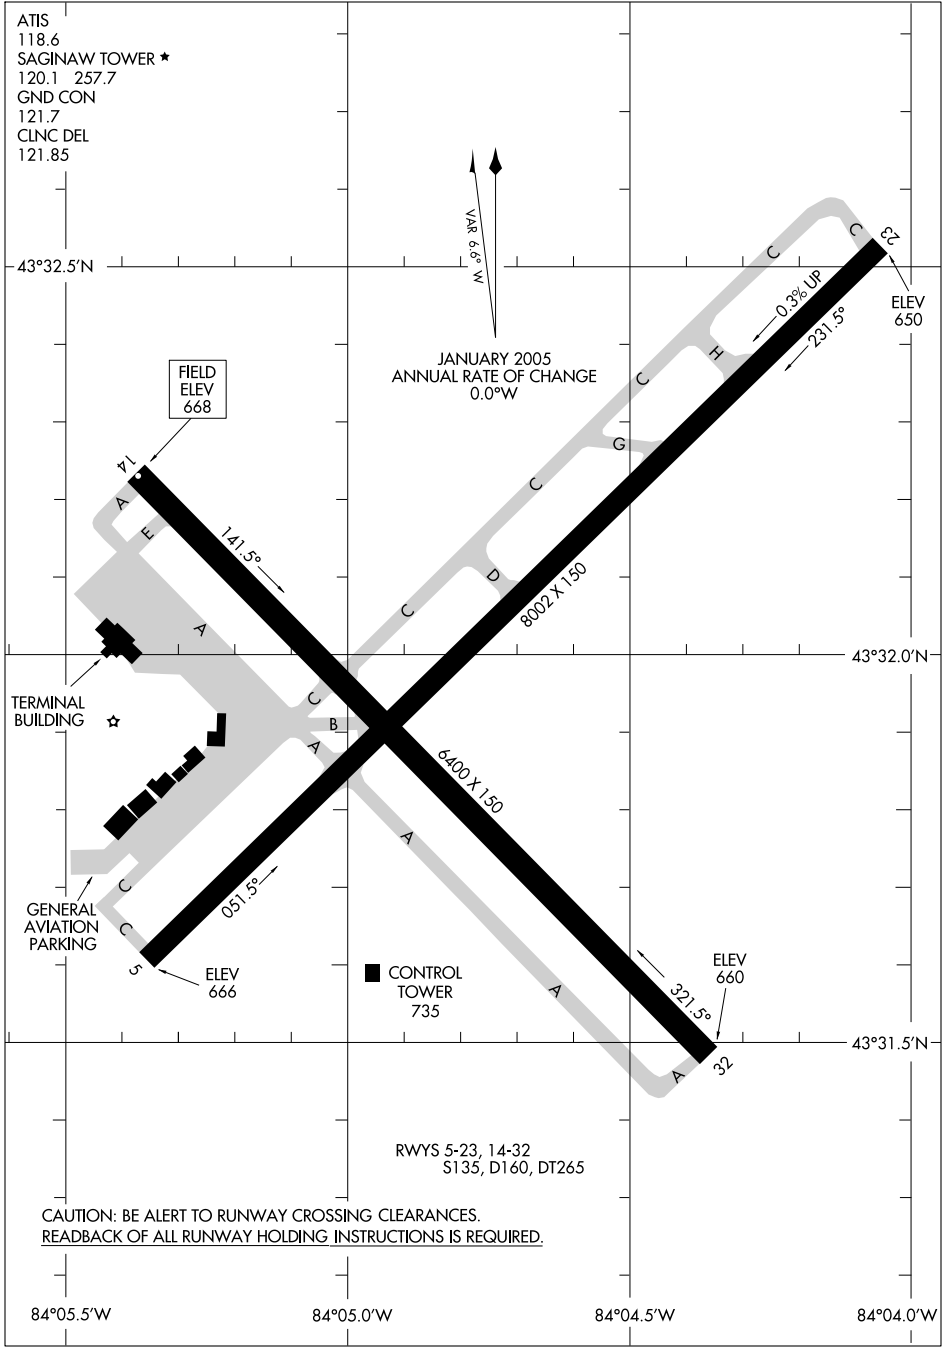 ATIS
118.6
SAGINAW TOWER ★
120.1 257.7
GND CON
121.7
CLNC DEL
121.85
VAR 6.6° W
JANUARY 2005
ANNUAL RATE OF CHANGE
0.0°W
43°32.5'N
C
C
23
0.3% UP
231.5°
ELEV
650
H
C
G
C
FIELD
ELEV
668
14
A
E
141.5°
D
C
8002 X 150
A
43°32.0'N
TERMINAL
BUILDING
C
B
A
6400 X 150
A
C
C
051.5°
GENERAL
AVIATION
PARKING
5
ELEV
666
CONTROL
TOWER
735
A
321.5°
ELEV
660
43°31.5'N
A
32
RWYS 5-23, 14-32
S135, D160, DT265
CAUTION: BE ALERT TO RUNWAY CROSSING CLEARANCES.
READBACK OF ALL RUNWAY HOLDING INSTRUCTIONS IS REQUIRED.
84°05.5'W
84°05.0'W
84°04.5'W
84°04.0'W